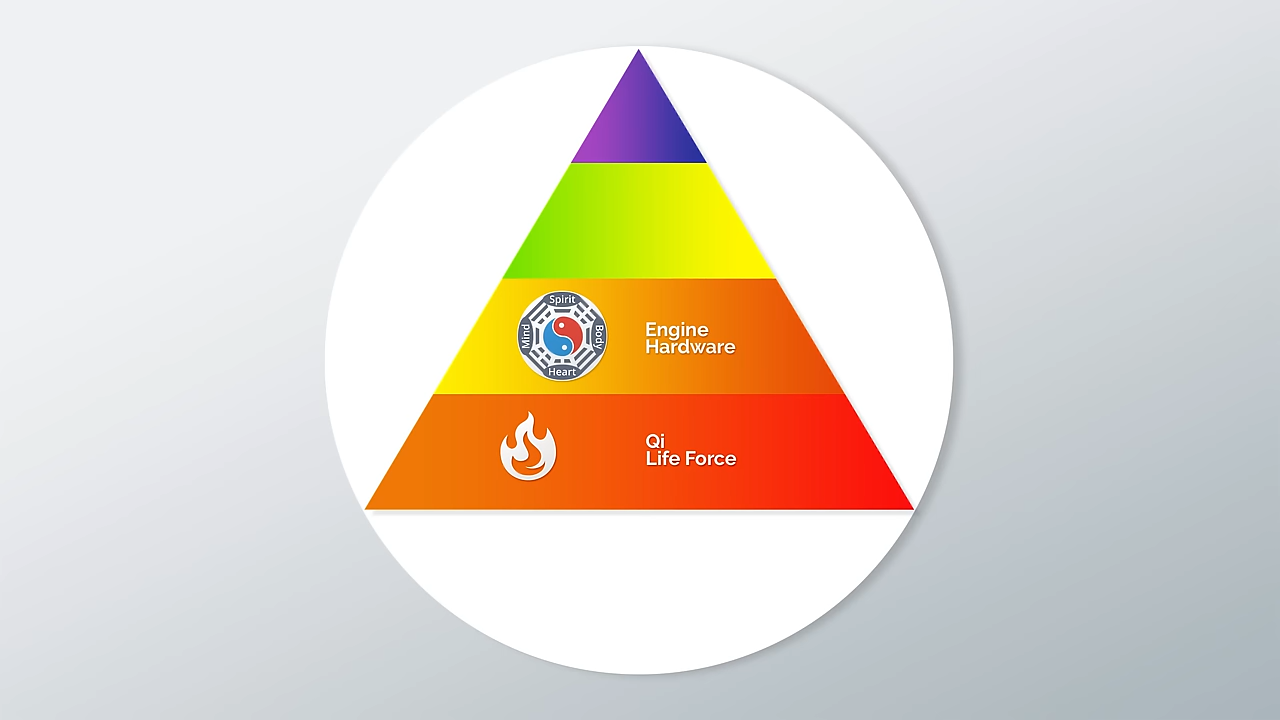 Spirit
Mind
Body
Heart
Engine
Hardware
Qi
Life Force